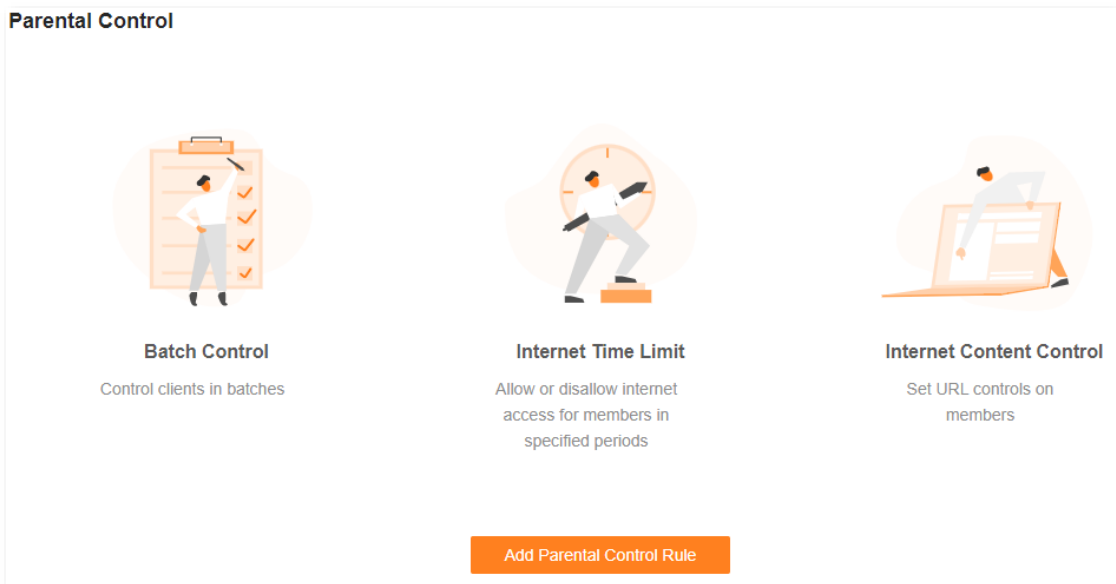 Parental Control
Batch Control
Control clients in batches
Internet Time Limit
Allow or disallow internet
access for members in
specified periods
Internet Content Control
Set URL controls on
members
Add Parental Control Rule